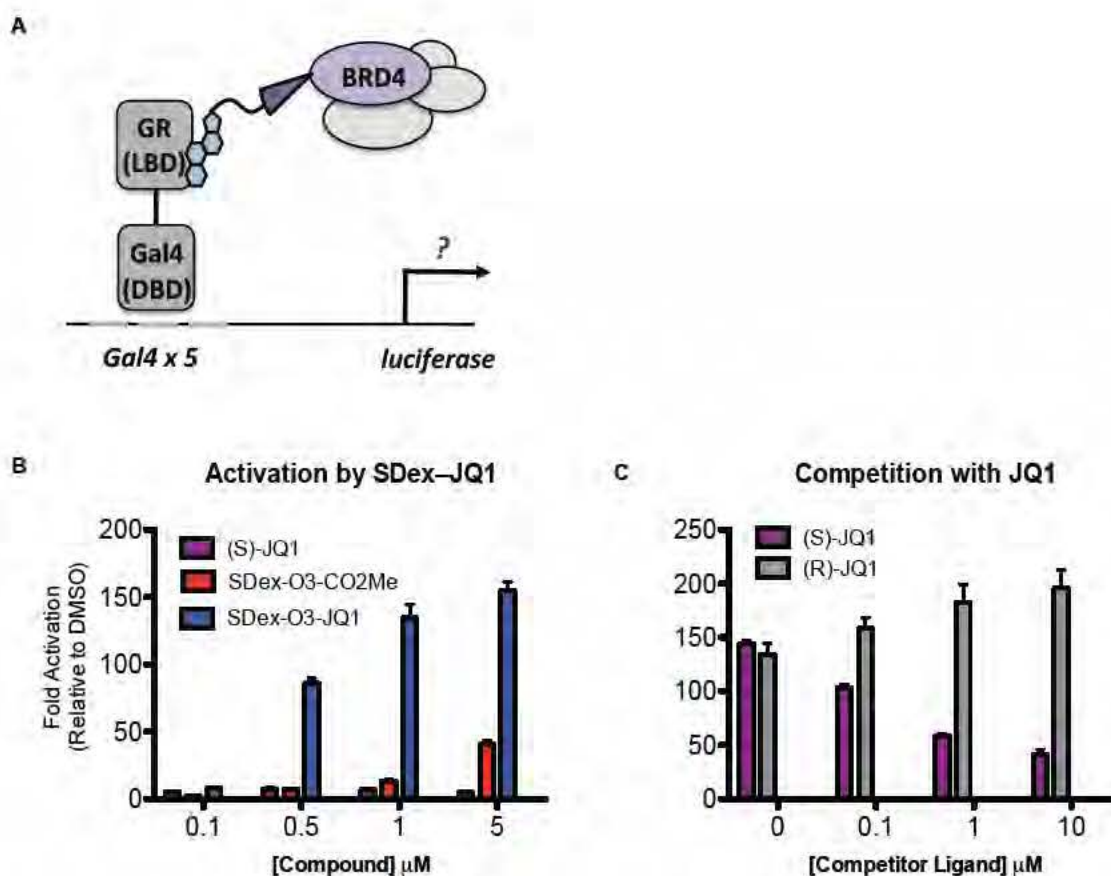 A
BRD4
GR
(LBD)
Gal4
(DBD)
?
Gal4 x 5
luciferase
B
Activation by SDex–JQ1
Fold Activation
(Relative to DMSO)
200
150
100
50
0
(S)-JQ1
SDex-O3-CO2Me
SDex-O3-JQ1
0.1 0.5 1 5
[Compound] μM
C
Competition with JQ1
250
200
150
100
50
0
(S)-JQ1
(R)-JQ1
0 0.1 1 10
[Competitor Ligand] μM